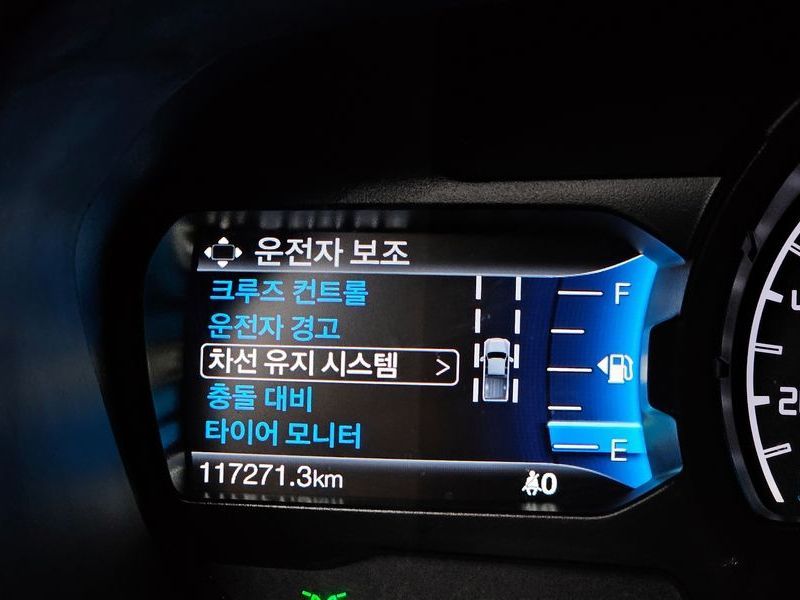 운전자 보조
크루즈 컨트롤
운전자 경고
차선 유지 시스템 >
충돌 대비
타이어 모니터
117271.3km
0
F
E